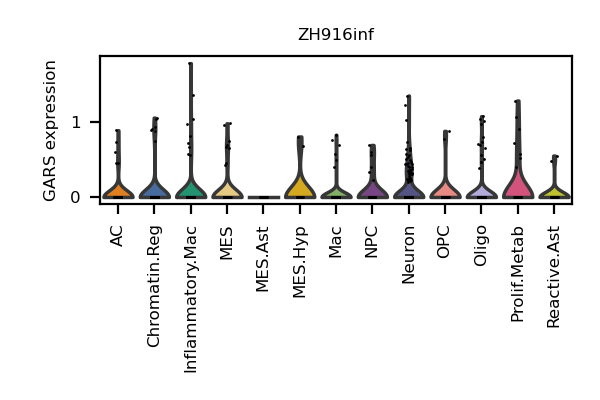 ZH916inf
GARS expression
1
0
AC
Chromatin.Reg
Inflammatory.Mac
MES
MES.Ast
MES.Hyp
Mac
NPC
Neuron
OPC
Oligo
Prolif.Metab
Reactive.Ast